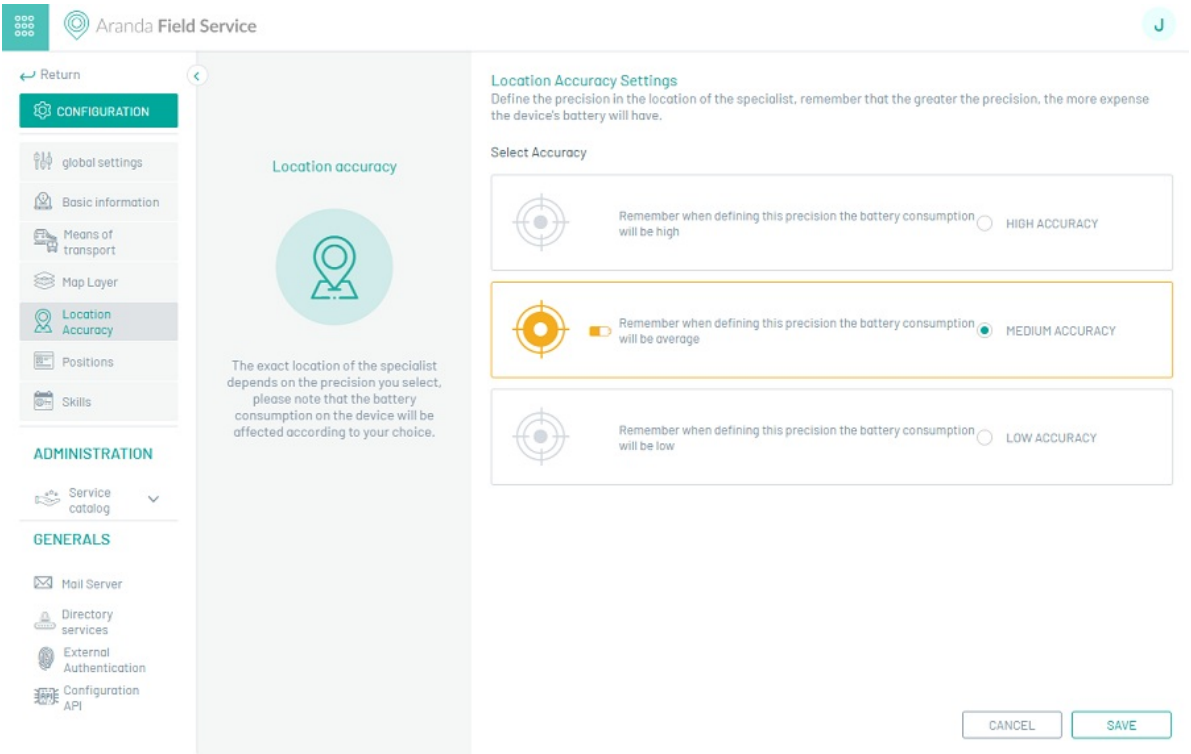 Aranda Field Service
J
Return
CONFIGURATION
global settings
Basic information
Means of
transport
Map Layer
Location
Accuracy
Positions
Skills
ADMINISTRATION
Service
catalog
GENERALS
Mail Server
Directory
services
External
Authentication
Configuration
API
Location accuracy
The exact location of the specialist
depends on the precision you select,
please note that the battery
consumption on the device will be
affected according to your choice.
Location Accuracy Settings
Define the precision in the location of the specialist, remember that the greater the precision, the more expense
the device's battery will have.
Select Accuracy
Remember when defining this precision the battery consumption
will be high
HIGH ACCURACY
Remember when defining this precision the battery consumption
will be average
MEDIUM ACCURACY
Remember when defining this precision the battery consumption
will be low
LOW ACCURACY
CANCEL
SAVE